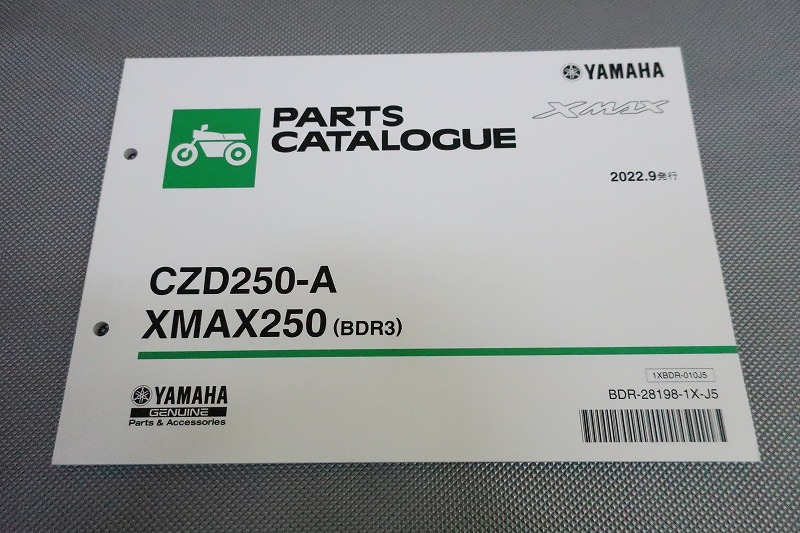 YAMAHA
XMAX
PARTS
CATALOGUE
2022.9発行
CZD250-A
XMAX250 (BDR3)
1XBDR-010J5
BDR-28198-1X-J5
YAMAHA
GENUINE
Parts & Accessories